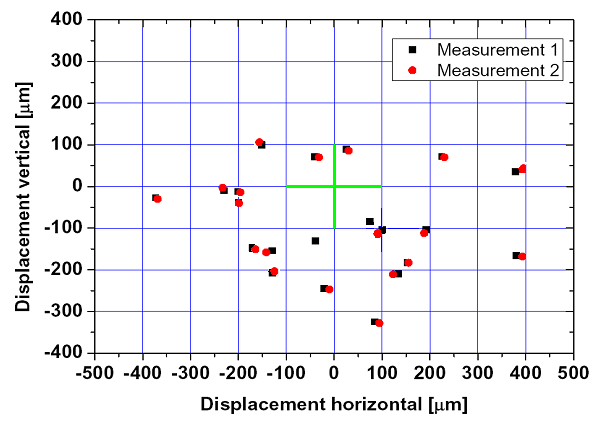 400
300
200
100
0
-100
-200
-300
-400
Displacement vertical [μm]
Measurement 1
Measurement 2
-500 -400 -300 -200 -100 0 100 200 300 400 500
Displacement horizontal [μm]